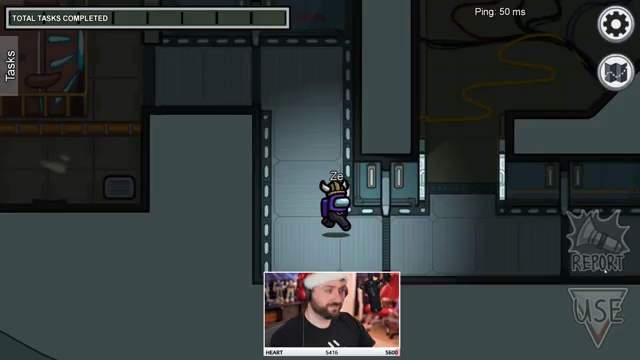 TOTAL TASKS COMPLETED
Ping: 50 ms
Tasks
Ze
REPORT
USE
HEART 5416 5600